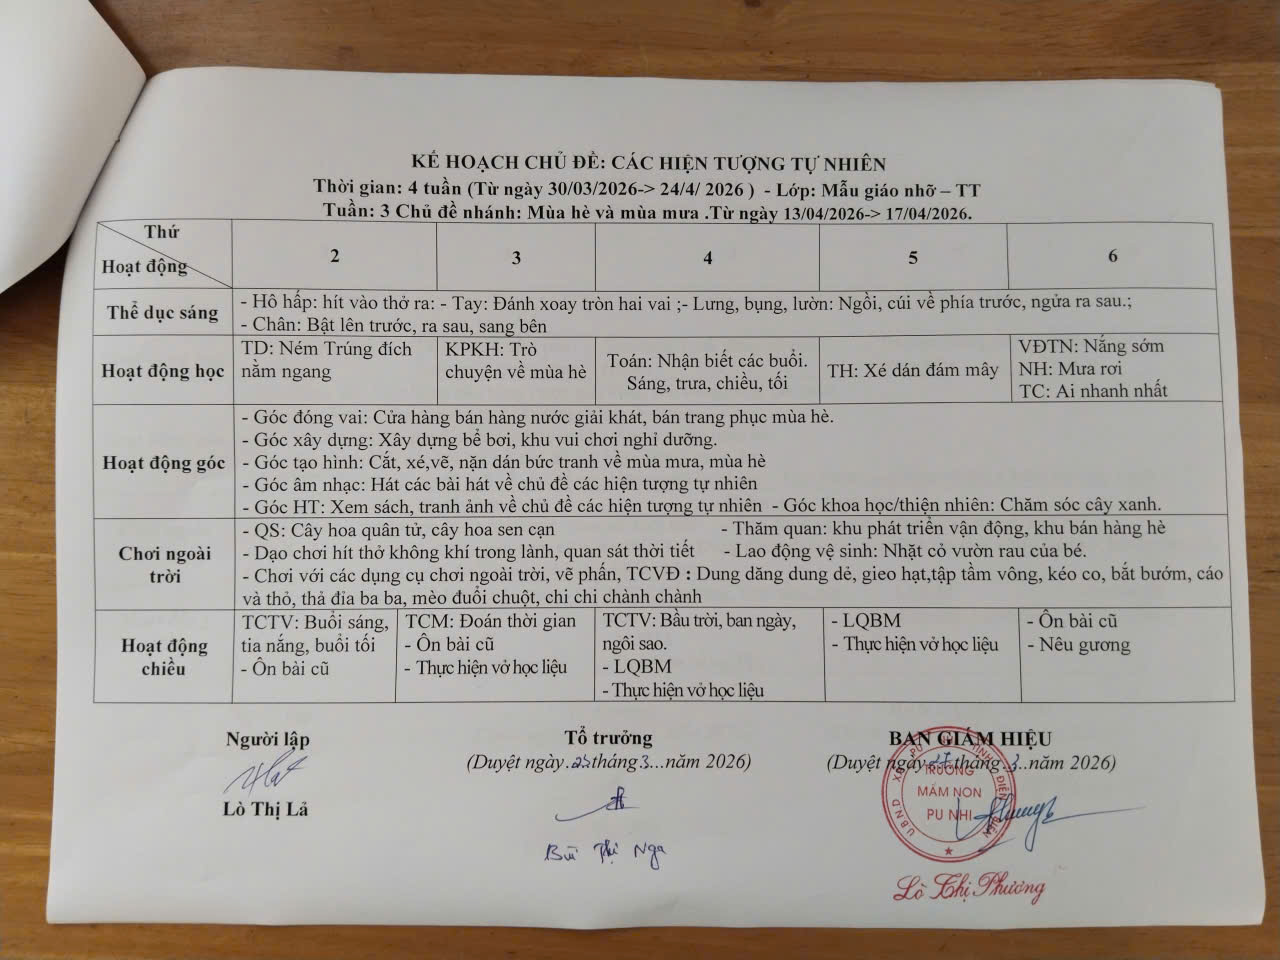 KẾ HOẠCH CHỦ ĐỀ: CÁC HIỆN TƯỢNG TỰ NHIÊN
Thời gian: 4 tuần (Từ ngày 30/03/2026-> 24/4/ 2026 ) - Lớp: Mẫu giáo nhỡ – TT
Tuần: 3 Chủ đề nhánh: Mùa hè và mùa mưa .Từ ngày 13/04/2026-> 17/04/2026.
Thứ
Hoạt động
2
3
4
5
6
Thể dục sáng
- Hô hấp: hít vào thở ra: - Tay: Đánh xoay tròn hai vai ;- Lưng, bụng, lườn: Ngồi, cúi về phía trước, ngửa ra sau.;
- Chân: Bật lên trước, ra sau, sang bên
Hoạt động học
TD: Ném Trúng đích
nằm ngang
KPKH: Trò
chuyện về mùa hè
Toán: Nhận biết các buổi.
Sáng, trưa, chiều, tối
TH: Xé dán đám mây
VĐTN: Nắng sớm
NH: Mưa rơi
TC: Ai nhanh nhất
Hoạt động góc
- Góc đóng vai: Cửa hàng bán hàng nước giải khát, bán trang phục mùa hè.
- Góc xây dựng: Xây dựng bể bơi, khu vui chơi nghỉ dưỡng.
- Góc tạo hình: Cắt, xé,vẽ, nặn dán bức tranh về mùa mưa, mùa hè
- Góc âm nhạc: Hát các bài hát về chủ đề các hiện tượng tự nhiên
- Góc HT: Xem sách, tranh ảnh về chủ đề các hiện tượng tự nhiên - Góc khoa học/thiện nhiên: Chăm sóc cây xanh.
Chơi ngoài
trời
- QS: Cây hoa quân tử, cây hoa sen cạn - Thăm quan: khu phát triển vận động, khu bán hàng hè
- Dạo chơi hít thở không khí trong lành, quan sát thời tiết - Lao động vệ sinh: Nhặt cỏ vườn rau của bé.
- Chơi với các dụng cụ chơi ngoài trời, vẽ phấn, TCVĐ : Dung dăng dung dẻ, gieo hạt,tập tầm vông, kéo co, bắt bướm, cáo
và thỏ, thả đỉa ba ba, mèo đuổi chuột, chi chi chành chành
Hoạt động
chiều
TCTV: Buổi sáng,
tia nắng, buổi tối
- Ôn bài cũ
TCM: Đoán thời gian
- Ôn bài cũ
- Thực hiện vở học liệu
TCTV: Bầu trời, ban ngày,
ngôi sao.
- LQBM
- Thực hiện vở học liệu
- LQBM
- Thực hiện vở học liệu
- Ôn bài cũ
- Nêu gương
Người lập
Lò Thị Lả
Tổ trưởng
(Duyệt ngày.23tháng.3...năm 2026)
Bùi Thị Nga
BAN GIÁM HIỆU
(Duyệt ngày.27tháng.3..năm 2026)
TRƯỜNG
MẦM NON
PU NHI
Lò Thị Phương